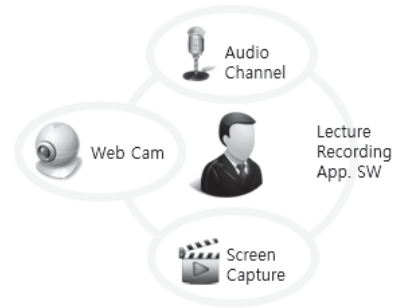 Audio
Channel
Web Cam
Lecture
Recording
App. SW
Screen
Capture